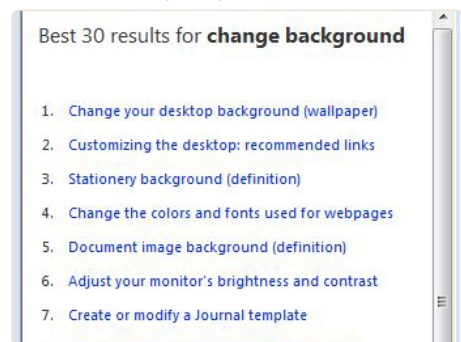 Best 30 results for change background
1. Change your desktop background (wallpaper)
2. Customizing the desktop: recommended links
3. Stationery background (definition)
4. Change the colors and fonts used for webpages
5. Document image background (definition)
6. Adjust your monitor's brightness and contrast
7. Create or modify a Journal template